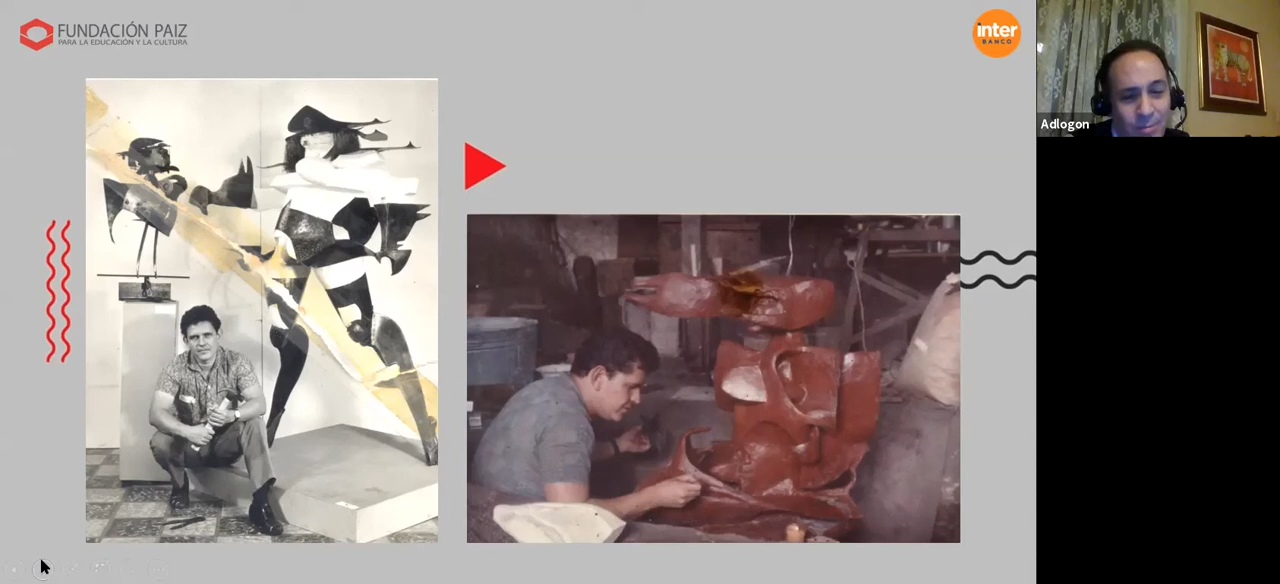 FUNDACIÓN PAIZ
PARA LA EDUCACIÓN Y LA CULTURA
inter
BANCO
Adlogon